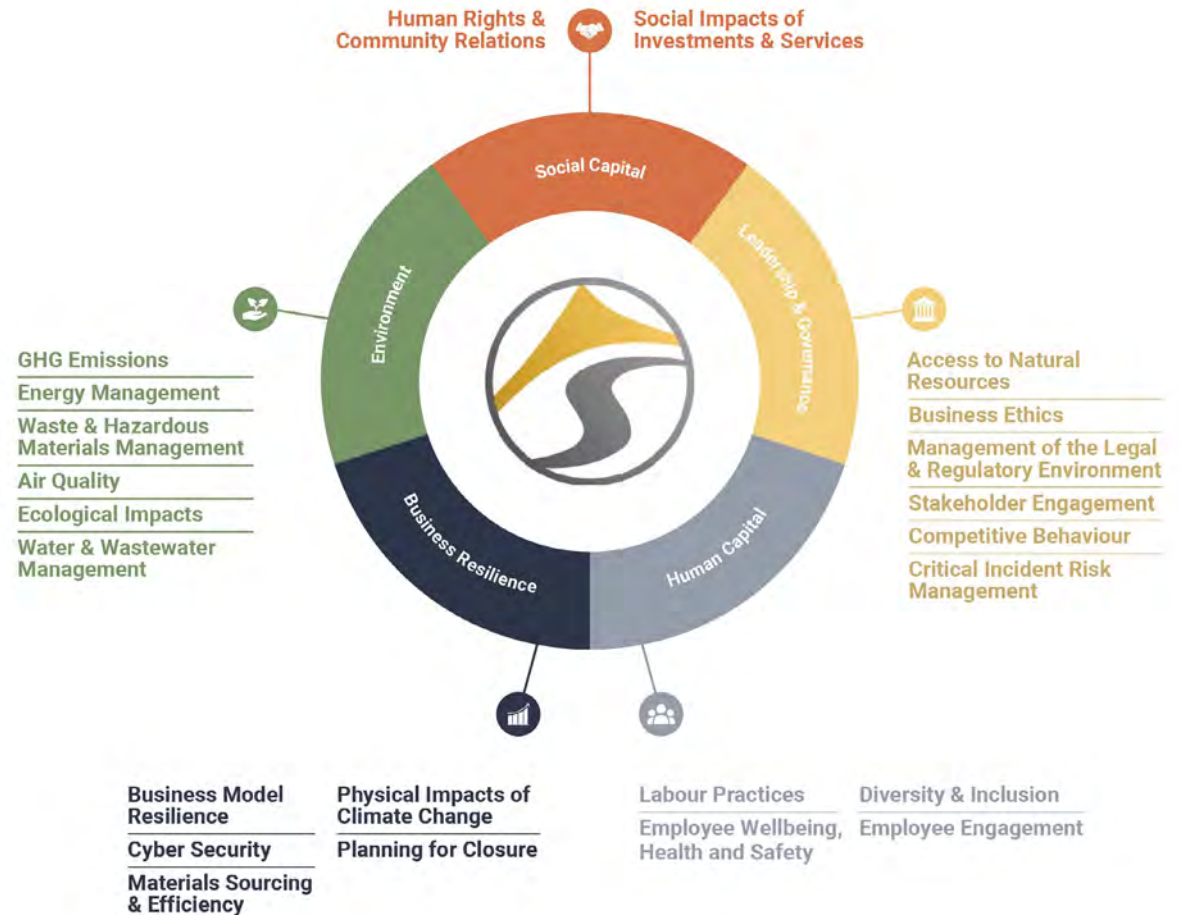 Human Rights &
Community Relations
Social Impacts of
Investments & Services
Social Capital
Leadership & Governance
Environment
Business Resilience
Human Capital
GHG Emissions
Energy Management
Waste & Hazardous
Materials Management
Air Quality
Ecological Impacts
Water & Wastewater
Management
Access to Natural
Resources
Business Ethics
Management of the Legal
& Regulatory Environment
Stakeholder Engagement
Competitive Behaviour
Critical Incident Risk
Management
Business Model
Resilience
Cyber Security
Materials Sourcing
& Efficiency
Physical Impacts of
Climate Change
Planning for Closure
Labour Practices
Employee Wellbeing,
Health and Safety
Diversity & Inclusion
Employee Engagement